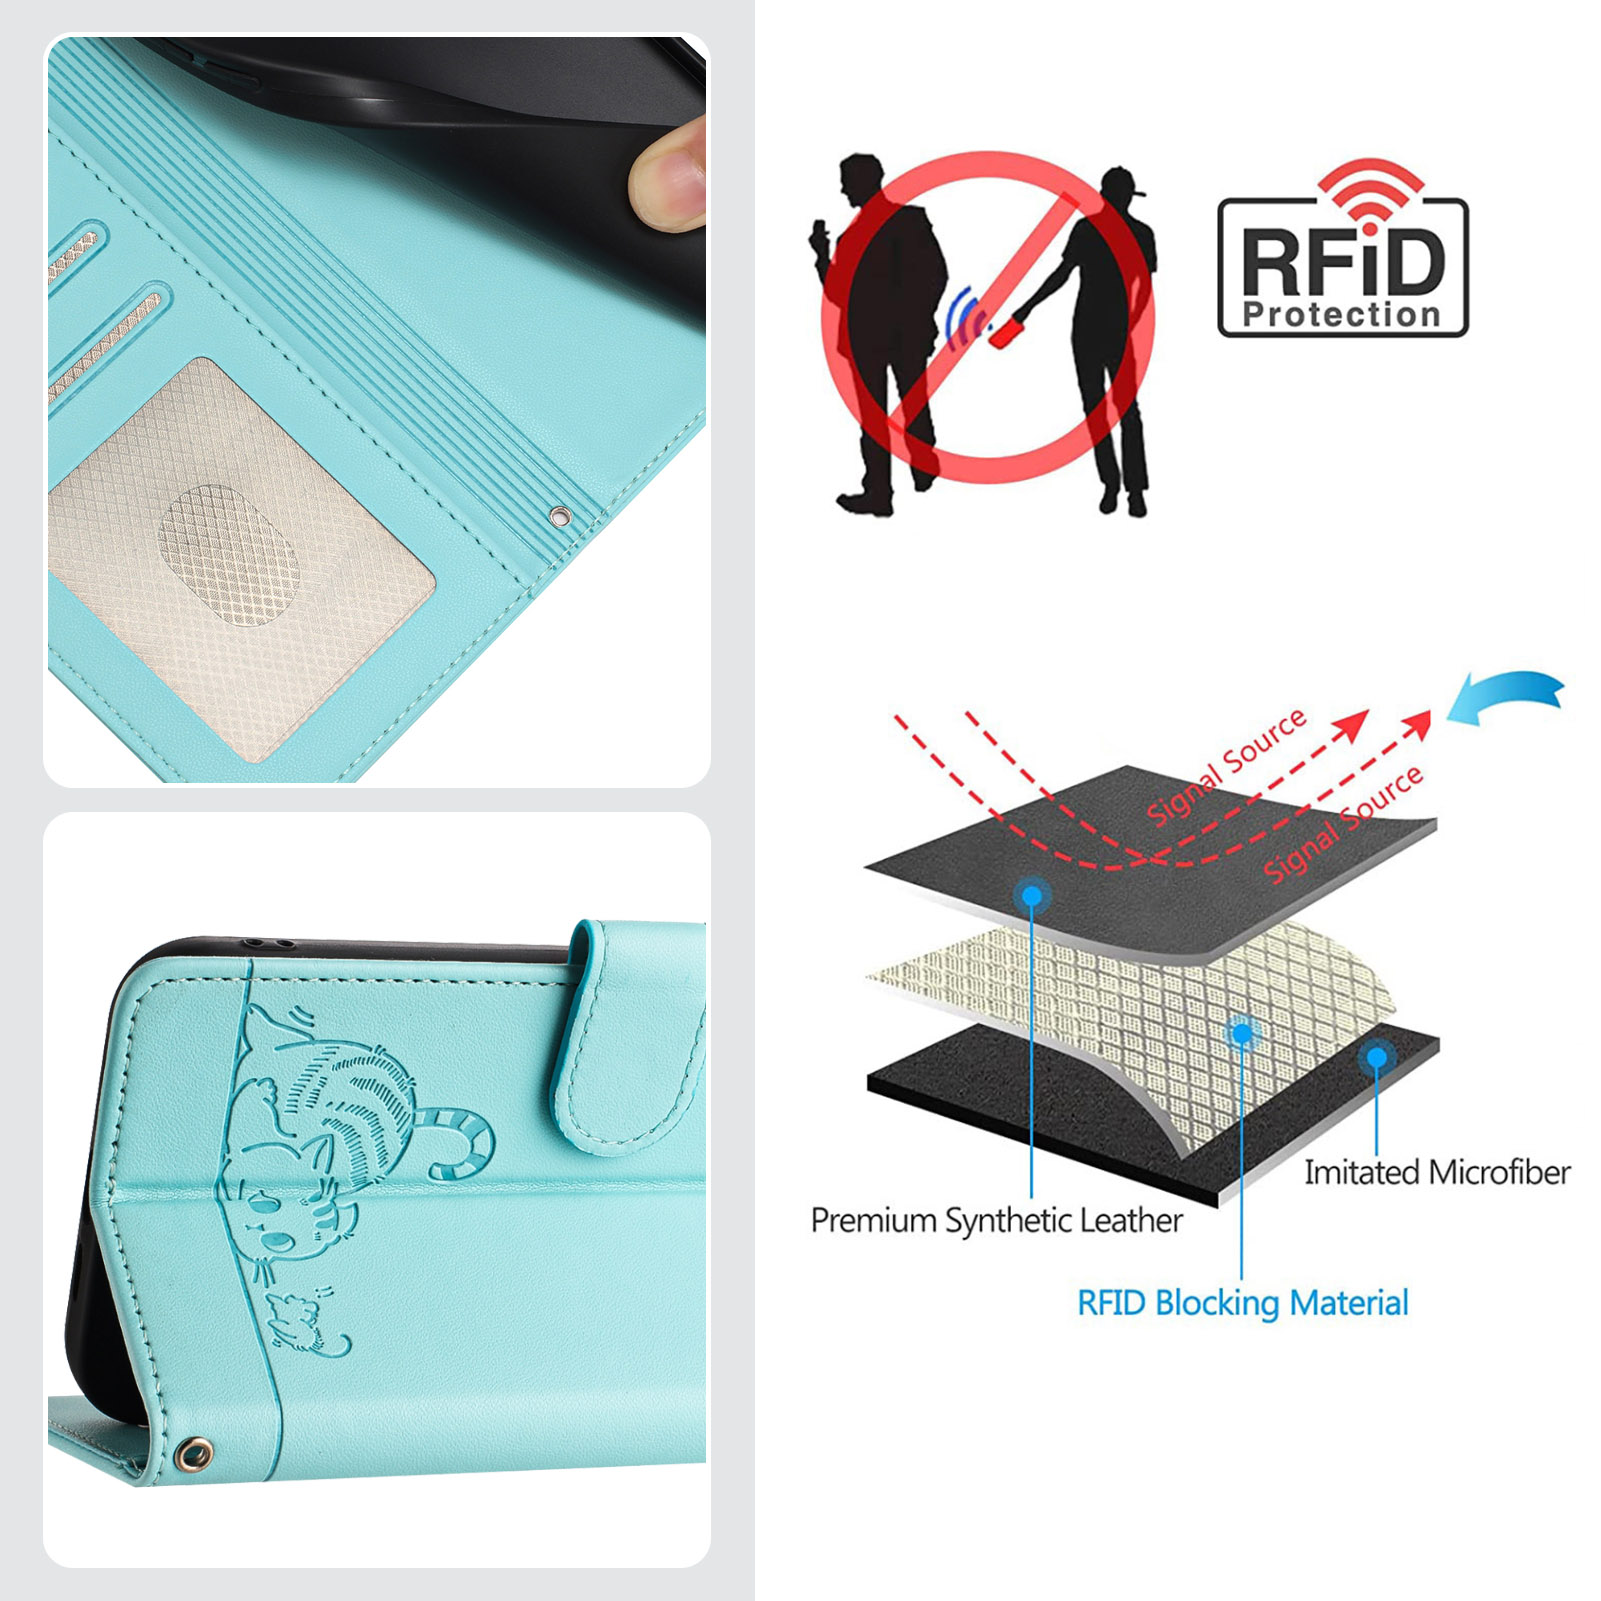 RFiD
Protection
Signal Source
Signal Source
Imitated Microfiber
Premium Synthetic Leather
RFID Blocking Material